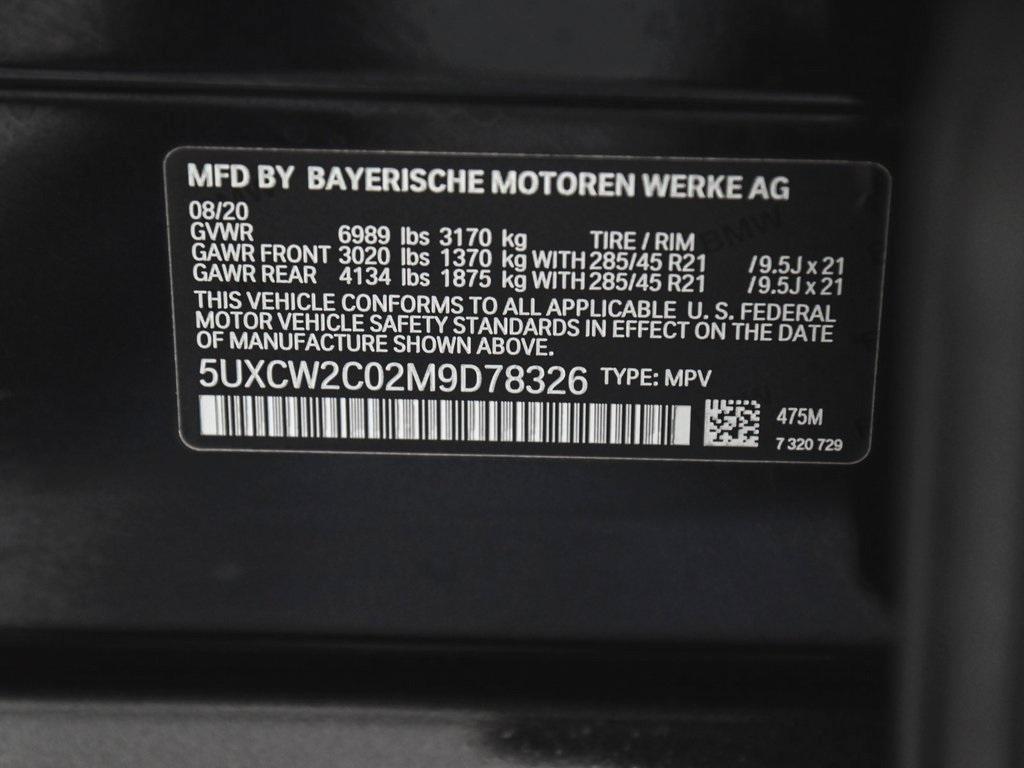 MFD BY BAYERISCHE MOTOREN WERKE AG
08/20
GVWR 6989 lbs 3170 kg TIRE / RIM
GAWR FRONT 3020 lbs 1370 kg WITH 285/45 R21 /9.5J x 21
GAWR REAR 4134 lbs 1875 kg WITH 285/45 R21 /9.5J x 21
THIS VEHICLE CONFORMS TO ALL APPLICABLE U. S. FEDERAL
MOTOR VEHICLE SAFETY STANDARDS IN EFFECT ON THE DATE
OF MANUFACTURE SHOWN ABOVE.
5UXCW2C02M9D78326 TYPE: MPV
475M
7 320 729
BMW